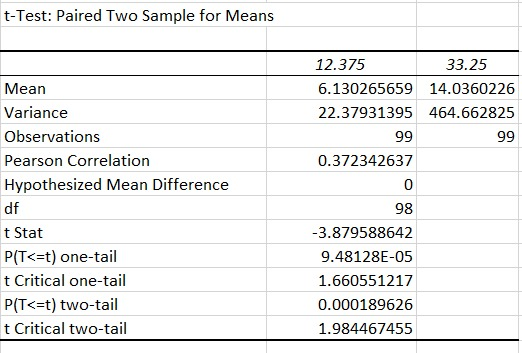 t-Test: Paired Two Sample for Means
12.375 33.25
Mean 6.130265659 14.0360226
Variance 22.37931395 464.662825
Observations 99 99
Pearson Correlation 0.372342637
Hypothesized Mean Difference 0
df 98
t Stat -3.879588642
P(T<=t) one-tail 9.48128E-05
t Critical one-tail 1.660551217
P(T<=t) two-tail 0.000189626
t Critical two-tail 1.984467455